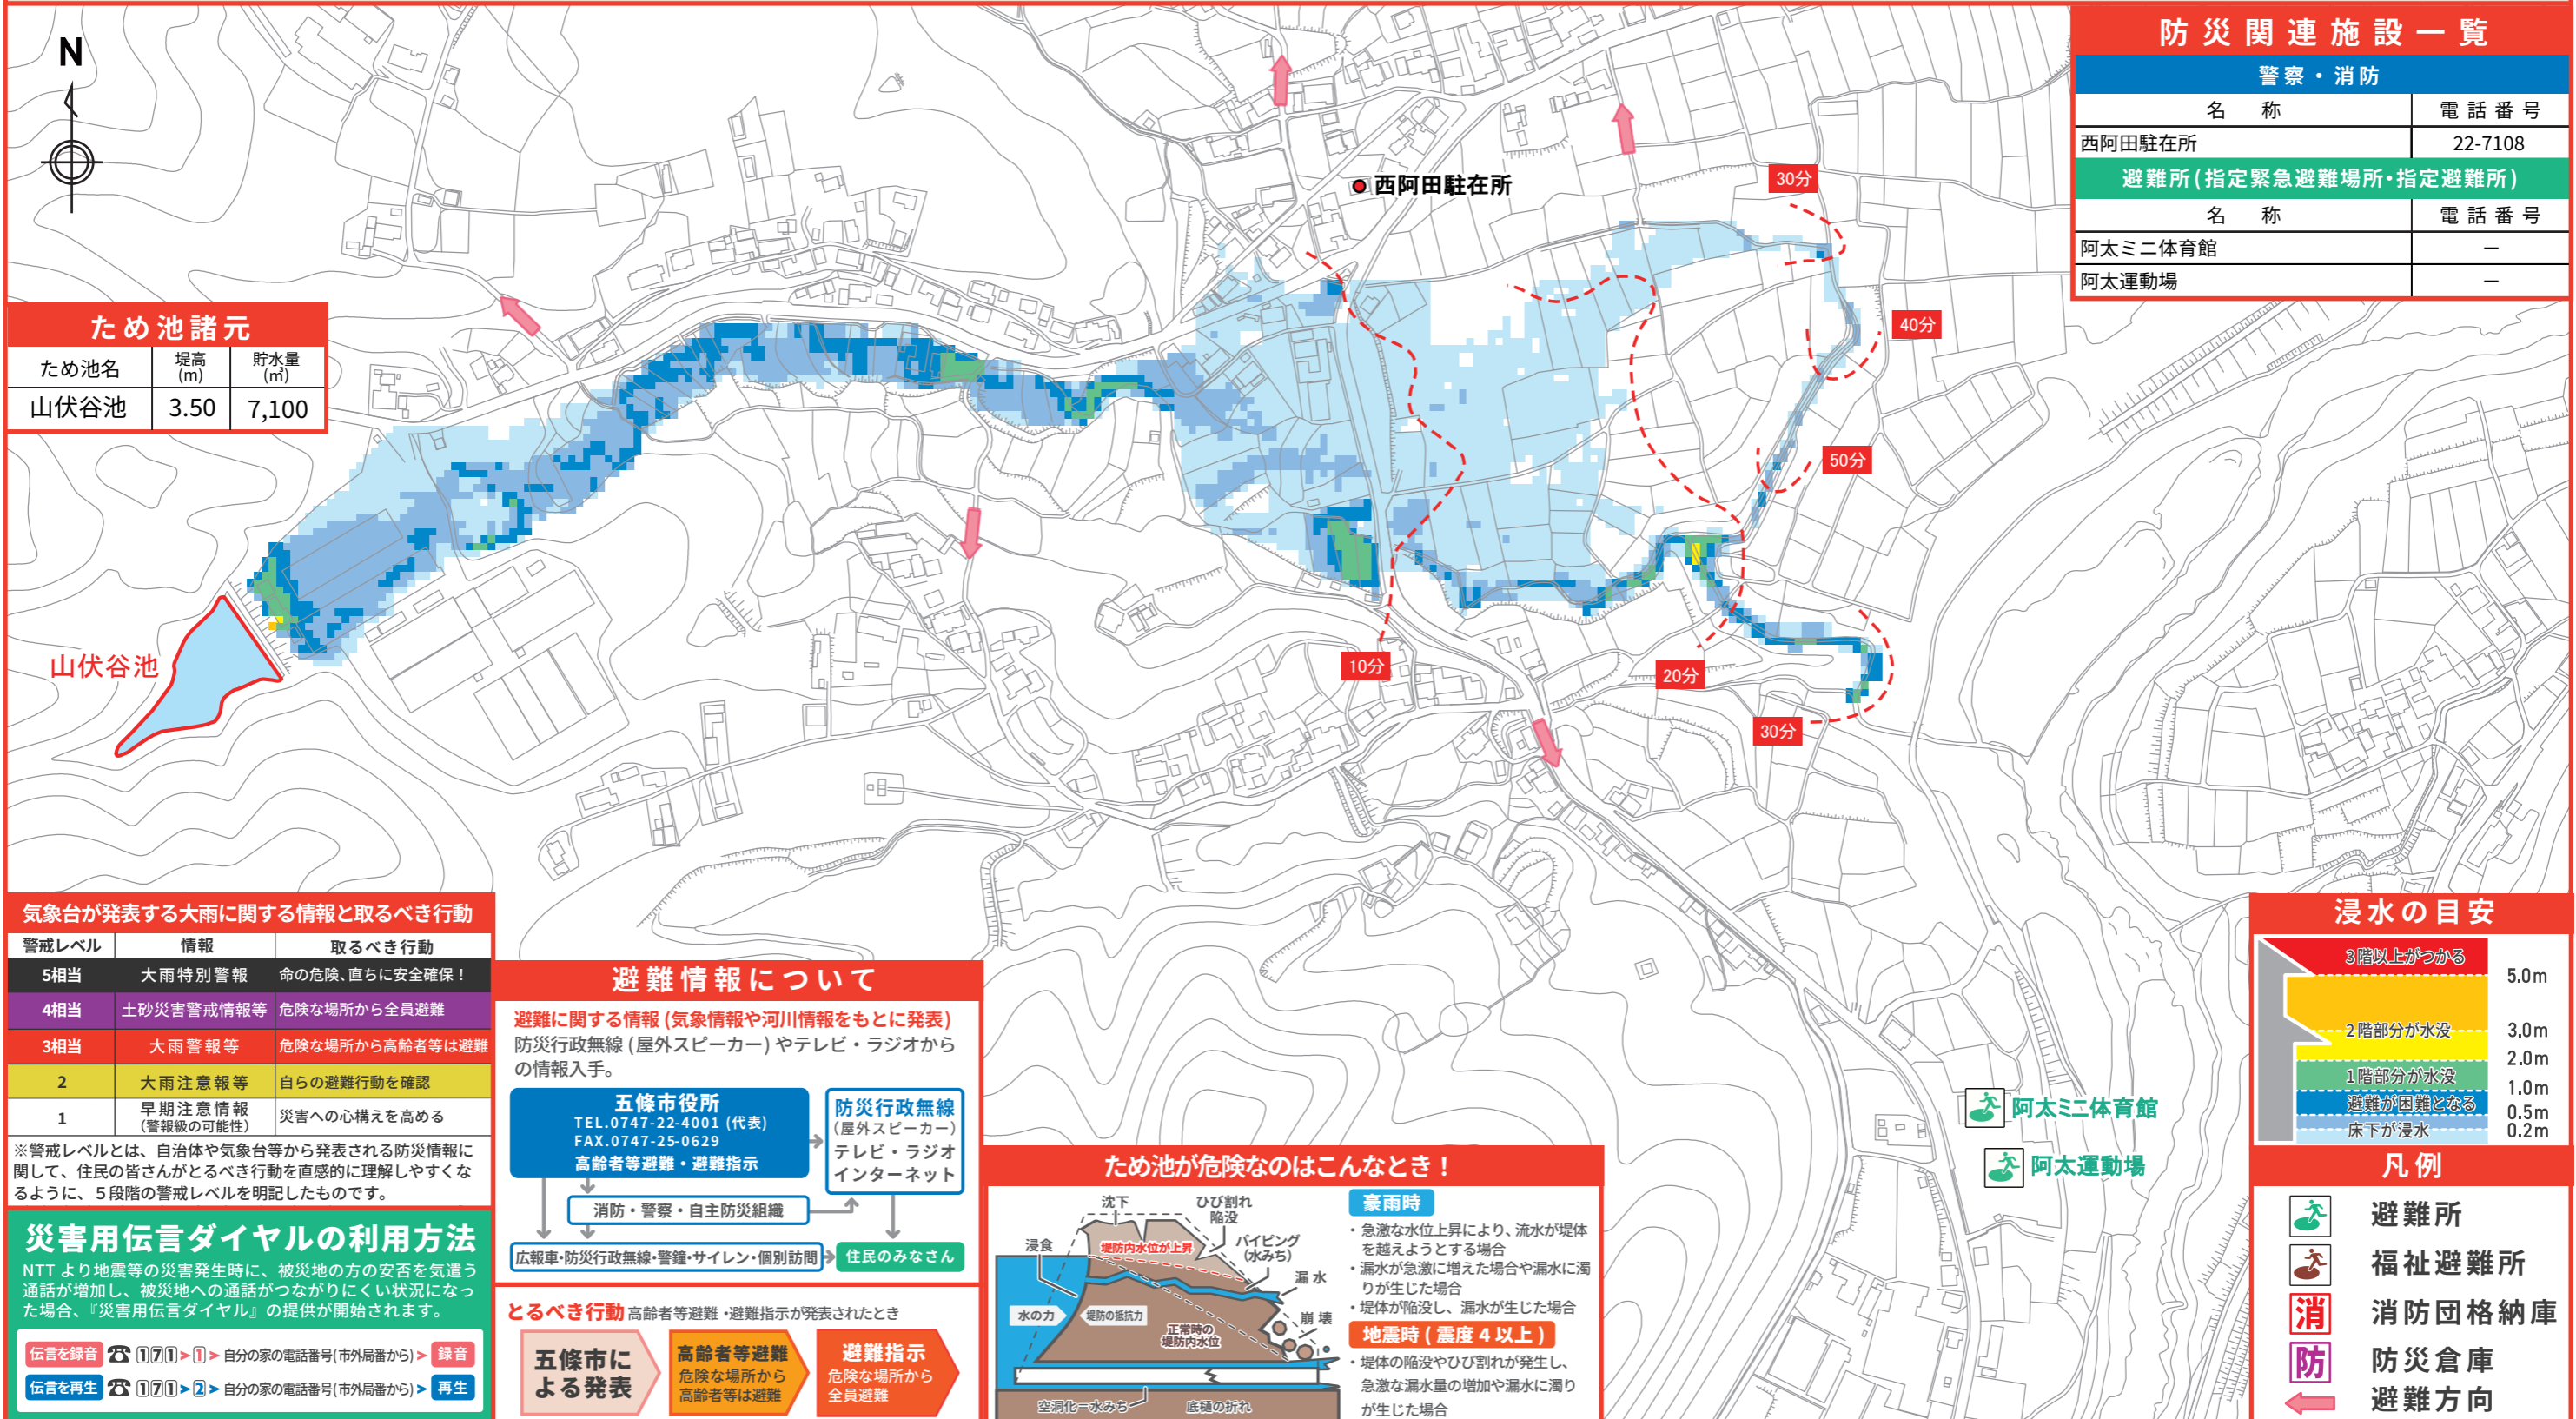 N
防災関連施設一覧
警察・消防
名 称 電話番号
西阿田駐在所 22-7108
避難所(指定緊急避難場所・指定避難所)
名 称 電話番号
阿太ミニ体育館 −
阿太運動場 −
西阿田駐在所
30分
40分
50分
10分
20分
30分
ため池諸元
ため池名 堤高(m) 貯水量(㎥)
山伏谷池 3.50 7,100
山伏谷池
気象台が発表する大雨に関する情報と取るべき行動
警戒レベル 情報 取るべき行動
5相当 大雨特別警報 命の危険、直ちに安全確保！
4相当 土砂災害警戒情報等 危険な場所から全員避難
3相当 大雨警報等 危険な場所から高齢者等は避難
2 大雨注意報等 自らの避難行動を確認
1 早期注意情報(警報級の可能性) 災害への心構えを高める
※警戒レベルとは、自治体や気象台等から発表される防災情報に
関して、住民の皆さんがとるべき行動を直感的に理解しやすくな
るように、５段階の警戒レベルを明記したものです。
災害用伝言ダイヤルの利用方法
NTT より地震等の災害発生時に、被災地の方の安否を気遣う
通話が増加し、被災地への通話がつながりにくい状況になっ
た場合、『災害用伝言ダイヤル』の提供が開始されます。
伝言を録音 ☎ 171 > 1 > 自分の家の電話番号(市外局番から) > 録音
伝言を再生 ☎ 171 > 2 > 自分の家の電話番号(市外局番から) > 再生
避難情報について
避難に関する情報 (気象情報や河川情報をもとに発表)
防災行政無線 (屋外スピーカー) やテレビ・ラジオから
の情報入手。
五條市役所
TEL.0747-22-4001 (代表)
FAX.0747-25-0629
高齢者等避難・避難指示
防災行政無線
(屋外スピーカー)
テレビ・ラジオ
インターネット
消防・警察・自主防災組織
広報車・防災行政無線・警鐘・サイレン・個別訪問
住民のみなさん
とるべき行動 高齢者等避難・避難指示が発表されたとき
五條市に
よる発表
高齢者等避難
危険な場所から
高齢者等は避難
避難指示
危険な場所から
全員避難
ため池が危険なのはこんなとき！
沈下
ひび割れ
陥没
浸食
堤防内水位が上昇
パイピング
(水みち)
漏水
水の力
堤防の抵抗力
正常時の
堤防内水位
崩壊
空洞化＝水みち
底樋の折れ
豪雨時
・急激な水位上昇により、流水が堤体
を越えようとする場合
・漏水が急激に増えた場合や漏水に濁
りが生じた場合
・堤体が陥没し、漏水が生じた場合
地震時 ( 震度 4 以上 )
・堤体の陥没やひび割れが発生し、
急激な漏水量の増加や漏水に濁り
が生じた場合
阿太ミニ体育館
阿太運動場
浸水の目安
3階以上がつかる
5.0m
2階部分が水没
3.0m
2.0m
1階部分が水没
1.0m
避難が困難となる
0.5m
床下が浸水
0.2m
凡例
避難所
福祉避難所
消 消防団格納庫
防 防災倉庫
避難方向